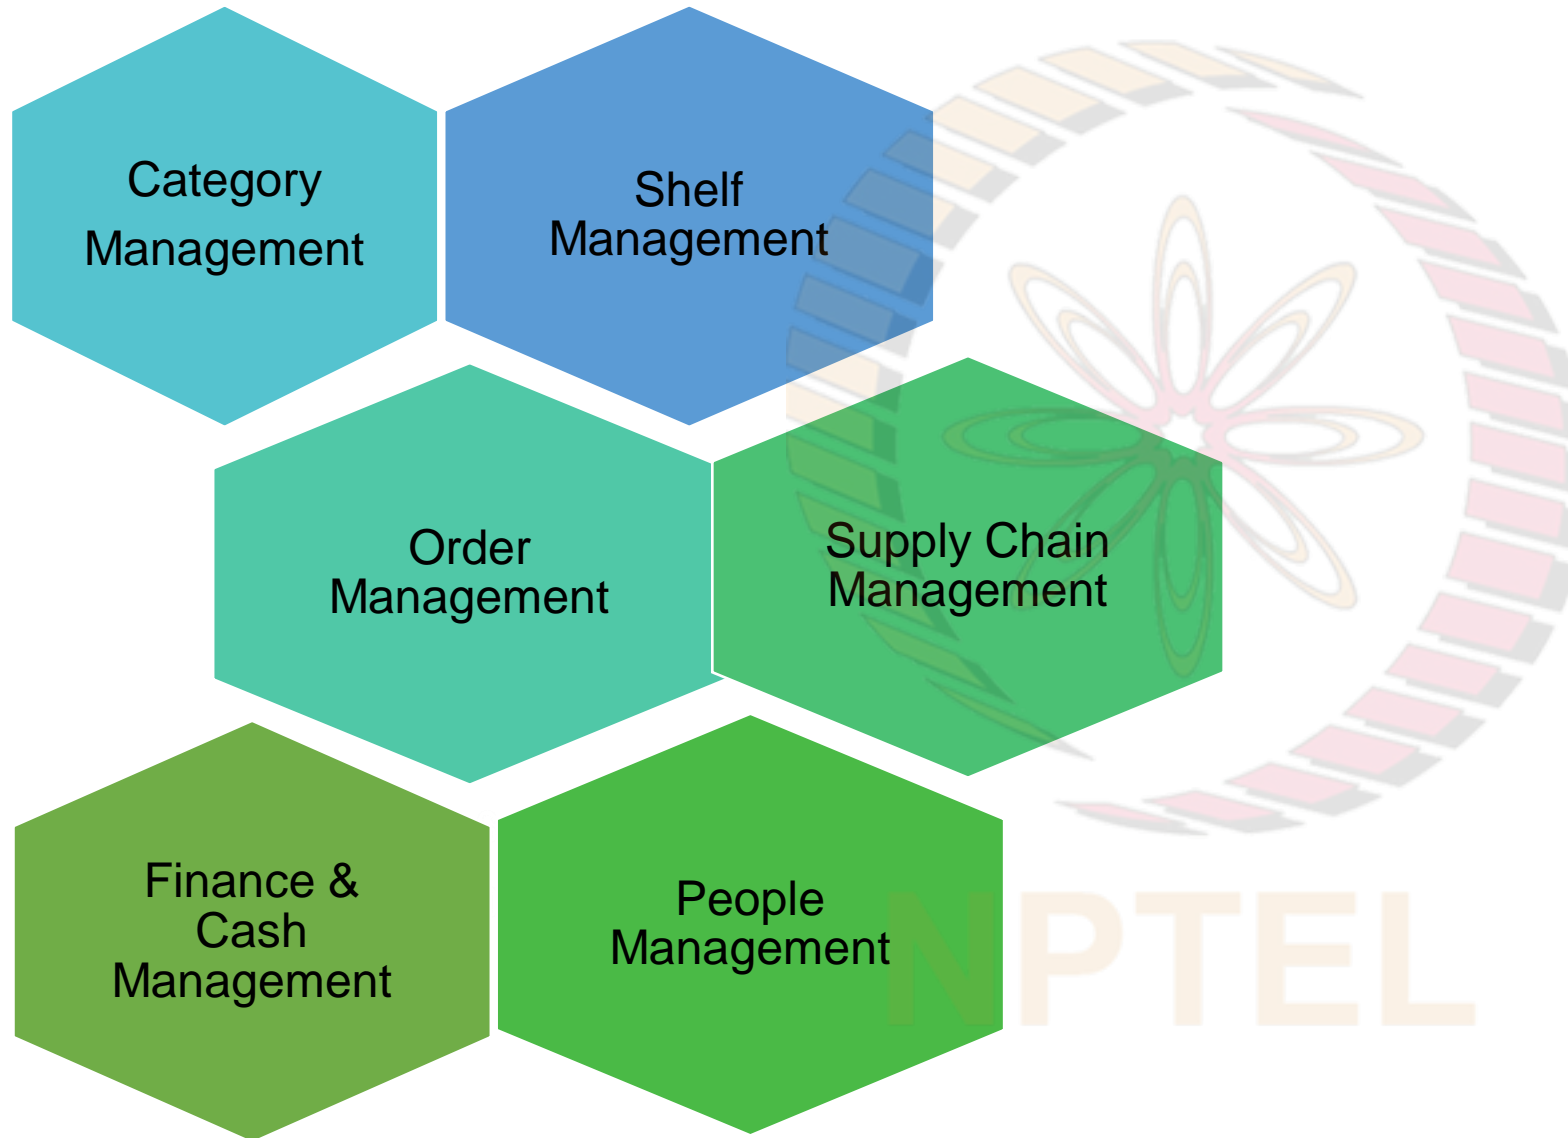 Category
Management
Shelf
Management
Order
Management
Supply Chain
Management
Finance &
Cash
Management
People
Management
NPTEL